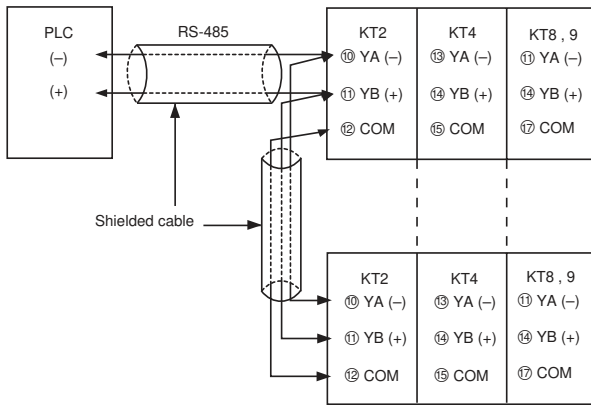 PLC
(–)
(+)
RS-485
KT2
⑩ YA (–)
⑪ YB (+)
⑫ COM
KT4
⑬ YA (–)
⑭ YB (+)
⑮ COM
KT8 , 9
⑪ YA (–)
⑭ YB (+)
⑰ COM
Shielded cable
KT2
⑩ YA (–)
⑪ YB (+)
⑫ COM
KT4
⑬ YA (–)
⑭ YB (+)
⑮ COM
KT8 , 9
⑪ YA (–)
⑭ YB (+)
⑰ COM